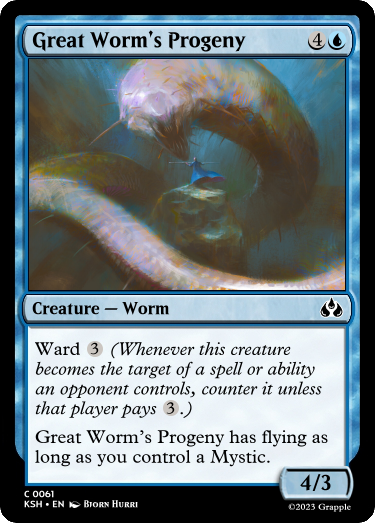 Great Worm's Progeny 4
Creature — Worm
Ward 3 (Whenever this creature
becomes the target of a spell or ability
an opponent controls, counter it unless
that player pays 3.)
Great Worm's Progeny has flying as
long as you control a Mystic.
4/3
C 0061
KSH • EN Bjorn Hurri
©2023 Grapple